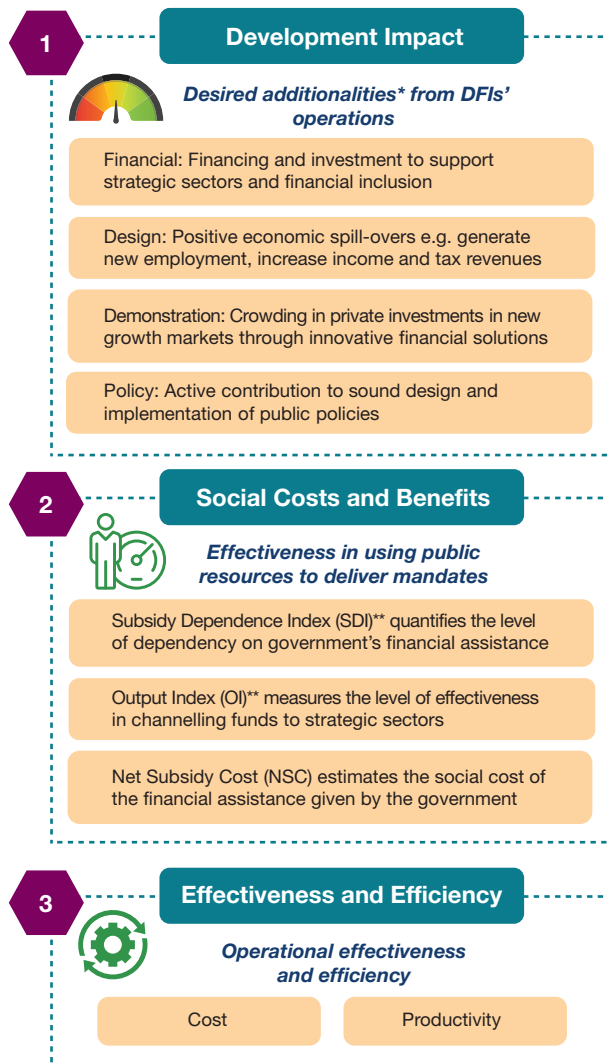 1
Development Impact
Desired additionalities* from DFIs'
operations
Financial: Financing and investment to support
strategic sectors and financial inclusion
Design: Positive economic spill-overs e.g. generate
new employment, increase income and tax revenues
Demonstration: Crowding in private investments in new
growth markets through innovative financial solutions
Policy: Active contribution to sound design and
implementation of public policies
2
Social Costs and Benefits
Effectiveness in using public
resources to deliver mandates
Subsidy Dependence Index (SDI)** quantifies the level
of dependency on government's financial assistance
Output Index (OI)** measures the level of effectiveness
in channelling funds to strategic sectors
Net Subsidy Cost (NSC) estimates the social cost of
the financial assistance given by the government
3
Effectiveness and Efficiency
Operational effectiveness
and efficiency
Cost
Productivity